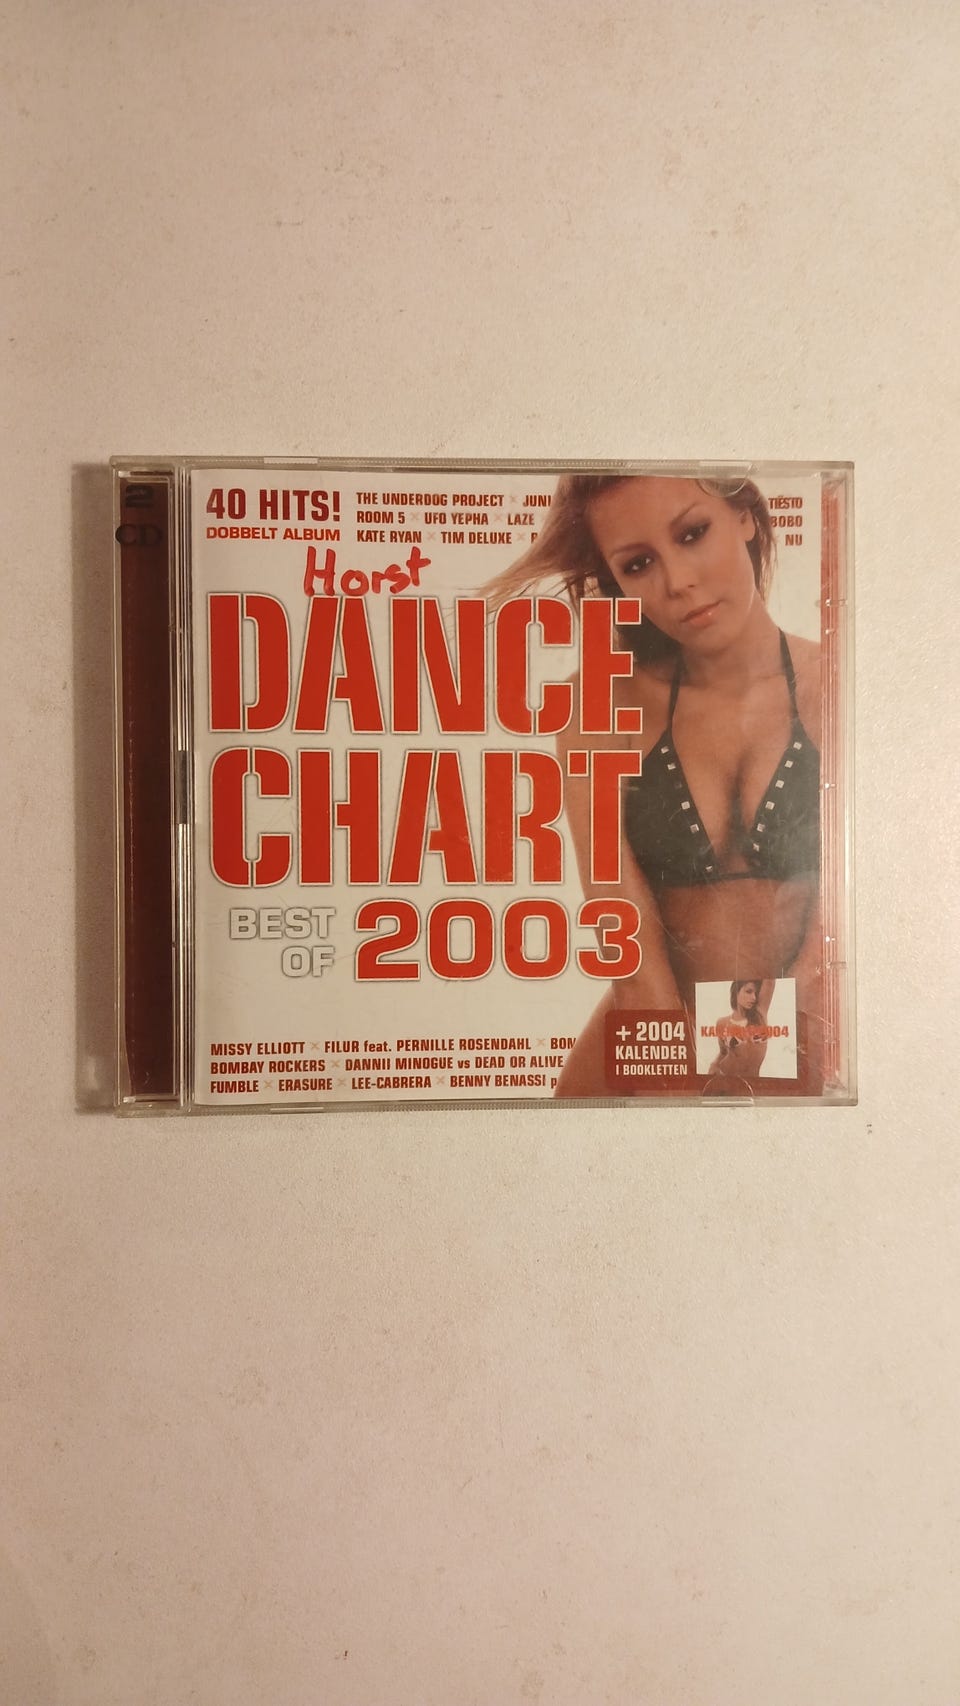 2
CD
40 HITS!
DOBBELT ALBUM
THE UNDERDOG PROJECT × TIËSTO
ROOM 5 × UFO YEPHA × LAZE BOBO
KATE RYAN × TIM DELUXE × NU
Horst
DANCE
CHART
BEST
OF
2003
MISSY ELLIOTT × FILUR feat. PERNILLE ROSENDAHL ×
BOMBAY ROCKERS × DANNII MINOGUE vs DEAD OR ALIVE
FUMBLE × ERASURE × LEE-CABRERA × BENNY BENASSI
+ 2004
KALENDER
I BOOKLETTEN